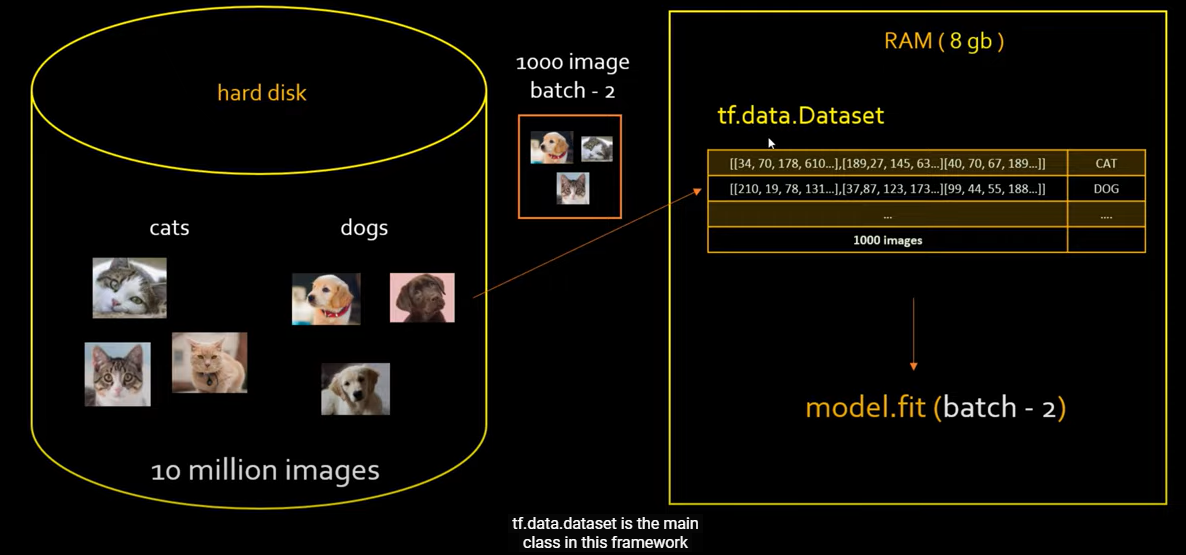 hard disk
cats
dogs
10 million images
1000 image
batch - 2
RAM ( 8 gb )
tf.data.Dataset
[[34, 70, 178, 610...],[189,27, 145, 63...][40, 70, 67, 189...]] CAT
[[210, 19, 78, 131...],[37,87, 123, 173...][99, 44, 55, 188...]] DOG
... ....
1000 images
model.fit (batch - 2)
tf.data.dataset is the main
class in this framework